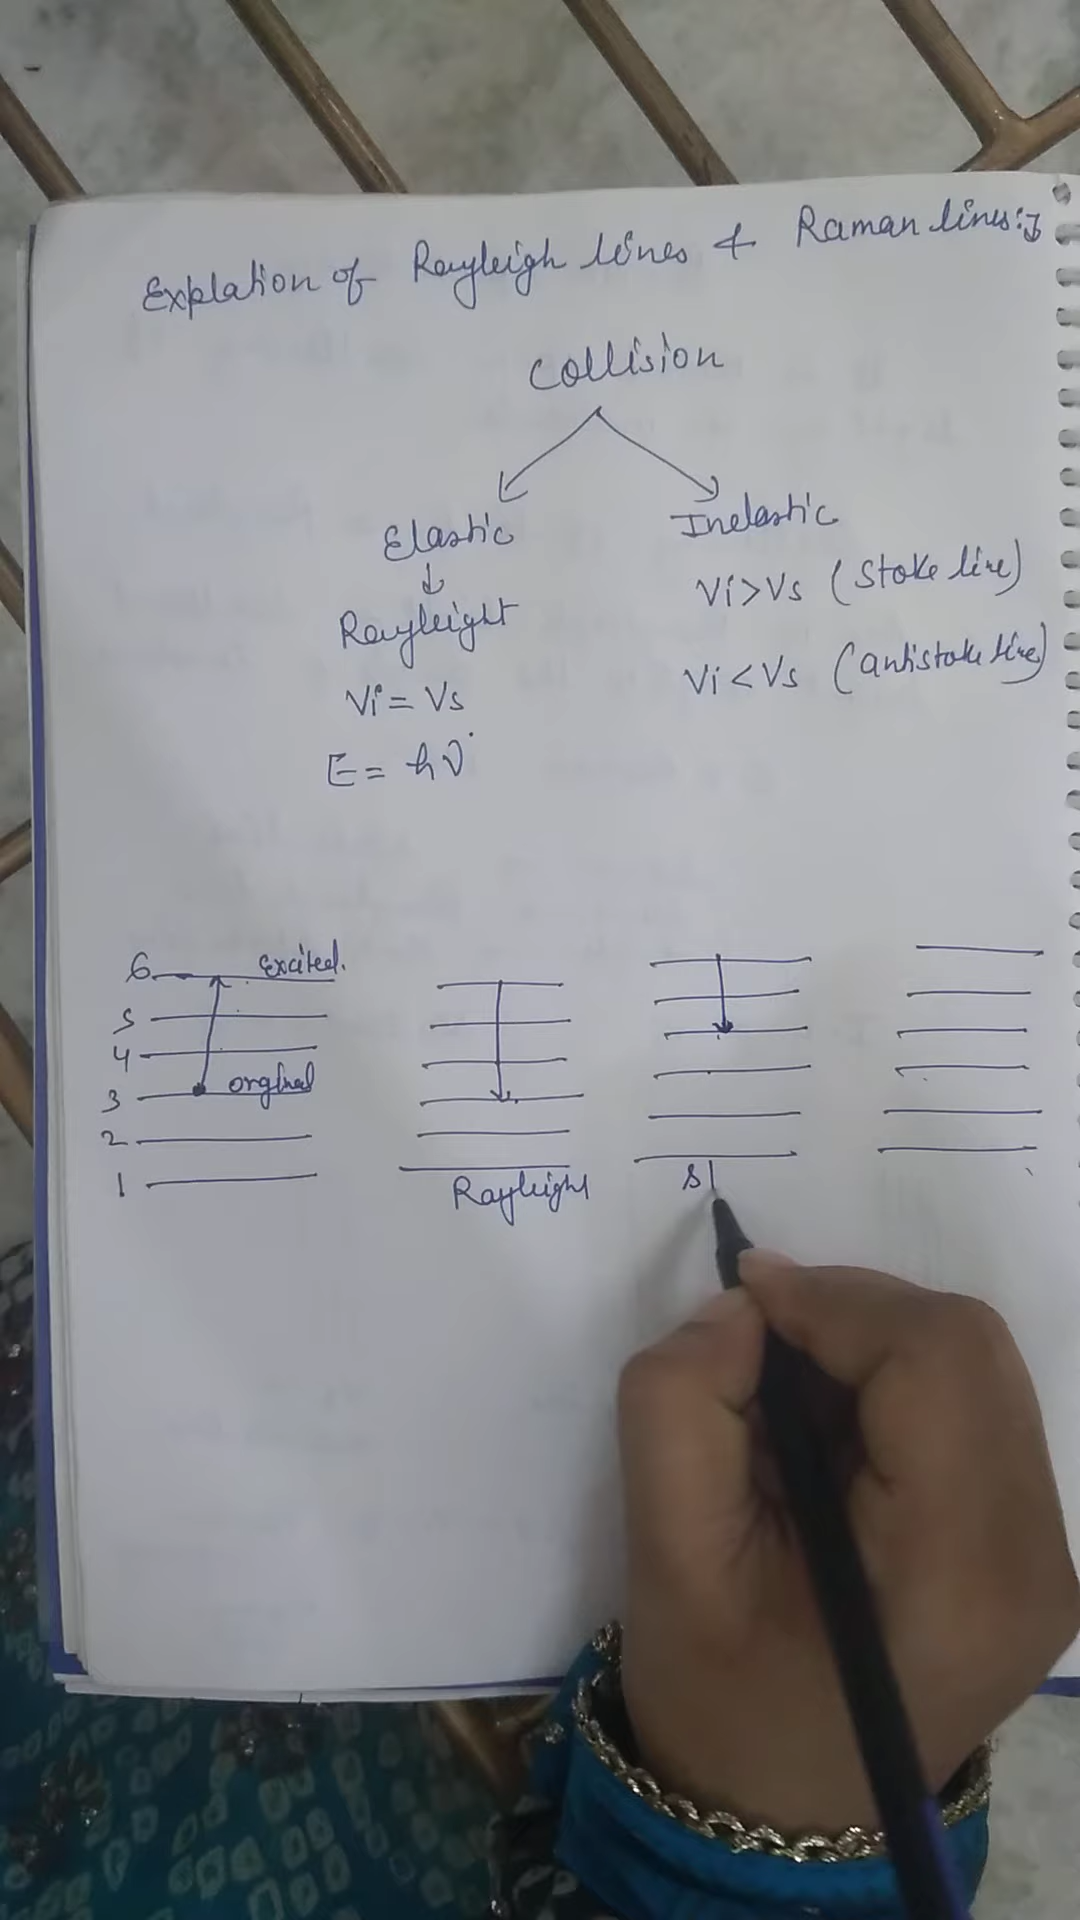 Explation of Rayleigh lines & Raman lines:-
Collision
Elastic
Inelastic
Rayleight
Vi>Vs (Stoke line)
Vi = Vs
Vi<Vs (antistoke line)
E = hν
6 Excited.
5
4
3 orginal
2
1
Rayleight
st